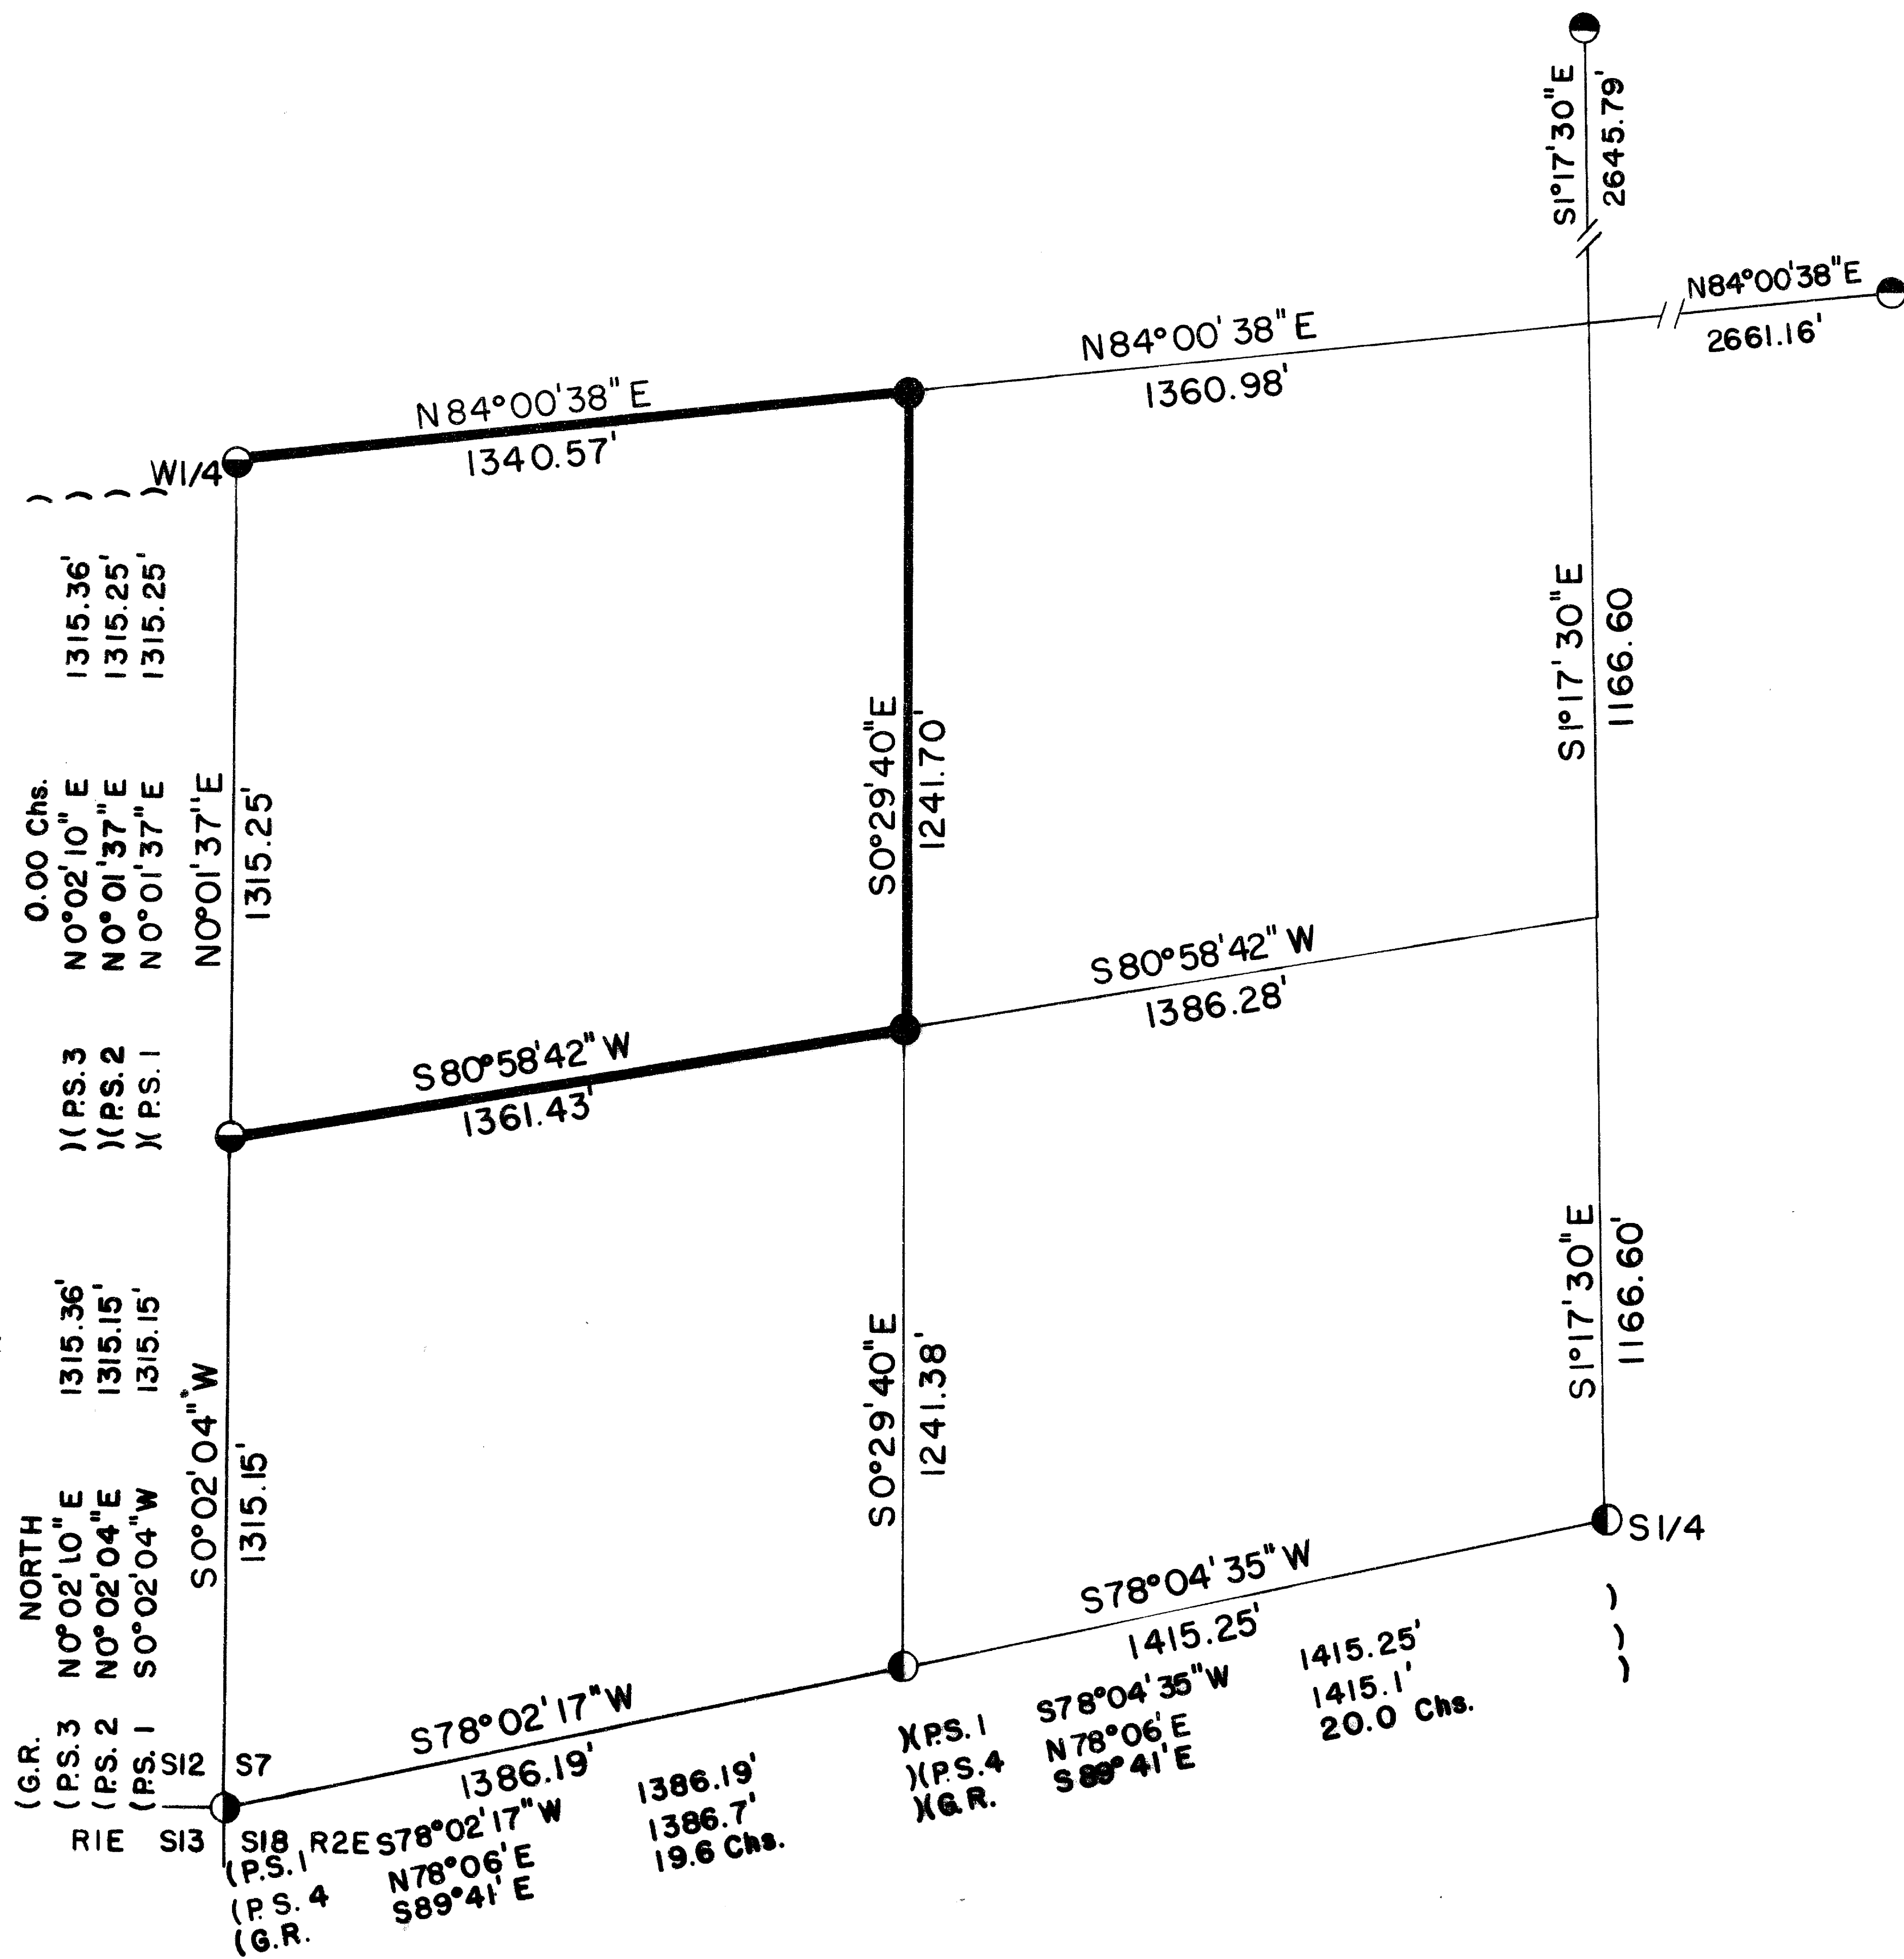 S1°17'30"E
2645.79'
N84°00'38"E
2661.16'
N84°00'38"E
1360.98'
N84°00'38"E
1340.57'
W1/4
S1°17'30"E
1166.60
S0°29'40"E
1241.70'
N0°01'37"E
1315.25'
S80°58'42"W
1386.28'
S80°58'42"W
1361.43'
S1°17'30"E
1166.60'
S0°29'40"E
1241.38'
S0°02'04"W
1315.15'
S1/4
S78°04'35"W
1415.25'
S78°02'17"W
1386.19'
(G.R. NORTH 0.00 Chs. )
(P.S.3 N0°02'10"E 1315.36' )(P.S.3 N0°02'10"E 1315.36' )
(P.S.2 N0°02'04"E 1315.15' )(P.S.2 N0°01'37"E 1315.25' )
(P.S.1 S0°02'04"W 1315.15' )(P.S.1 N0°01'37"E 1315.25' )
S12 S7
R1E S13 S18 R2E
(P.S.1 S78°02'17"W 1386.19' )(P.S.1 S78°04'35"W 1415.25' )
(P.S.4 N78°06'E 1386.7' )(P.S.4 N78°06'E 1415.1' )
(G.R. S89°41'E 19.6 Chs. )(G.R. S89°41'E 20.0 Chs. )